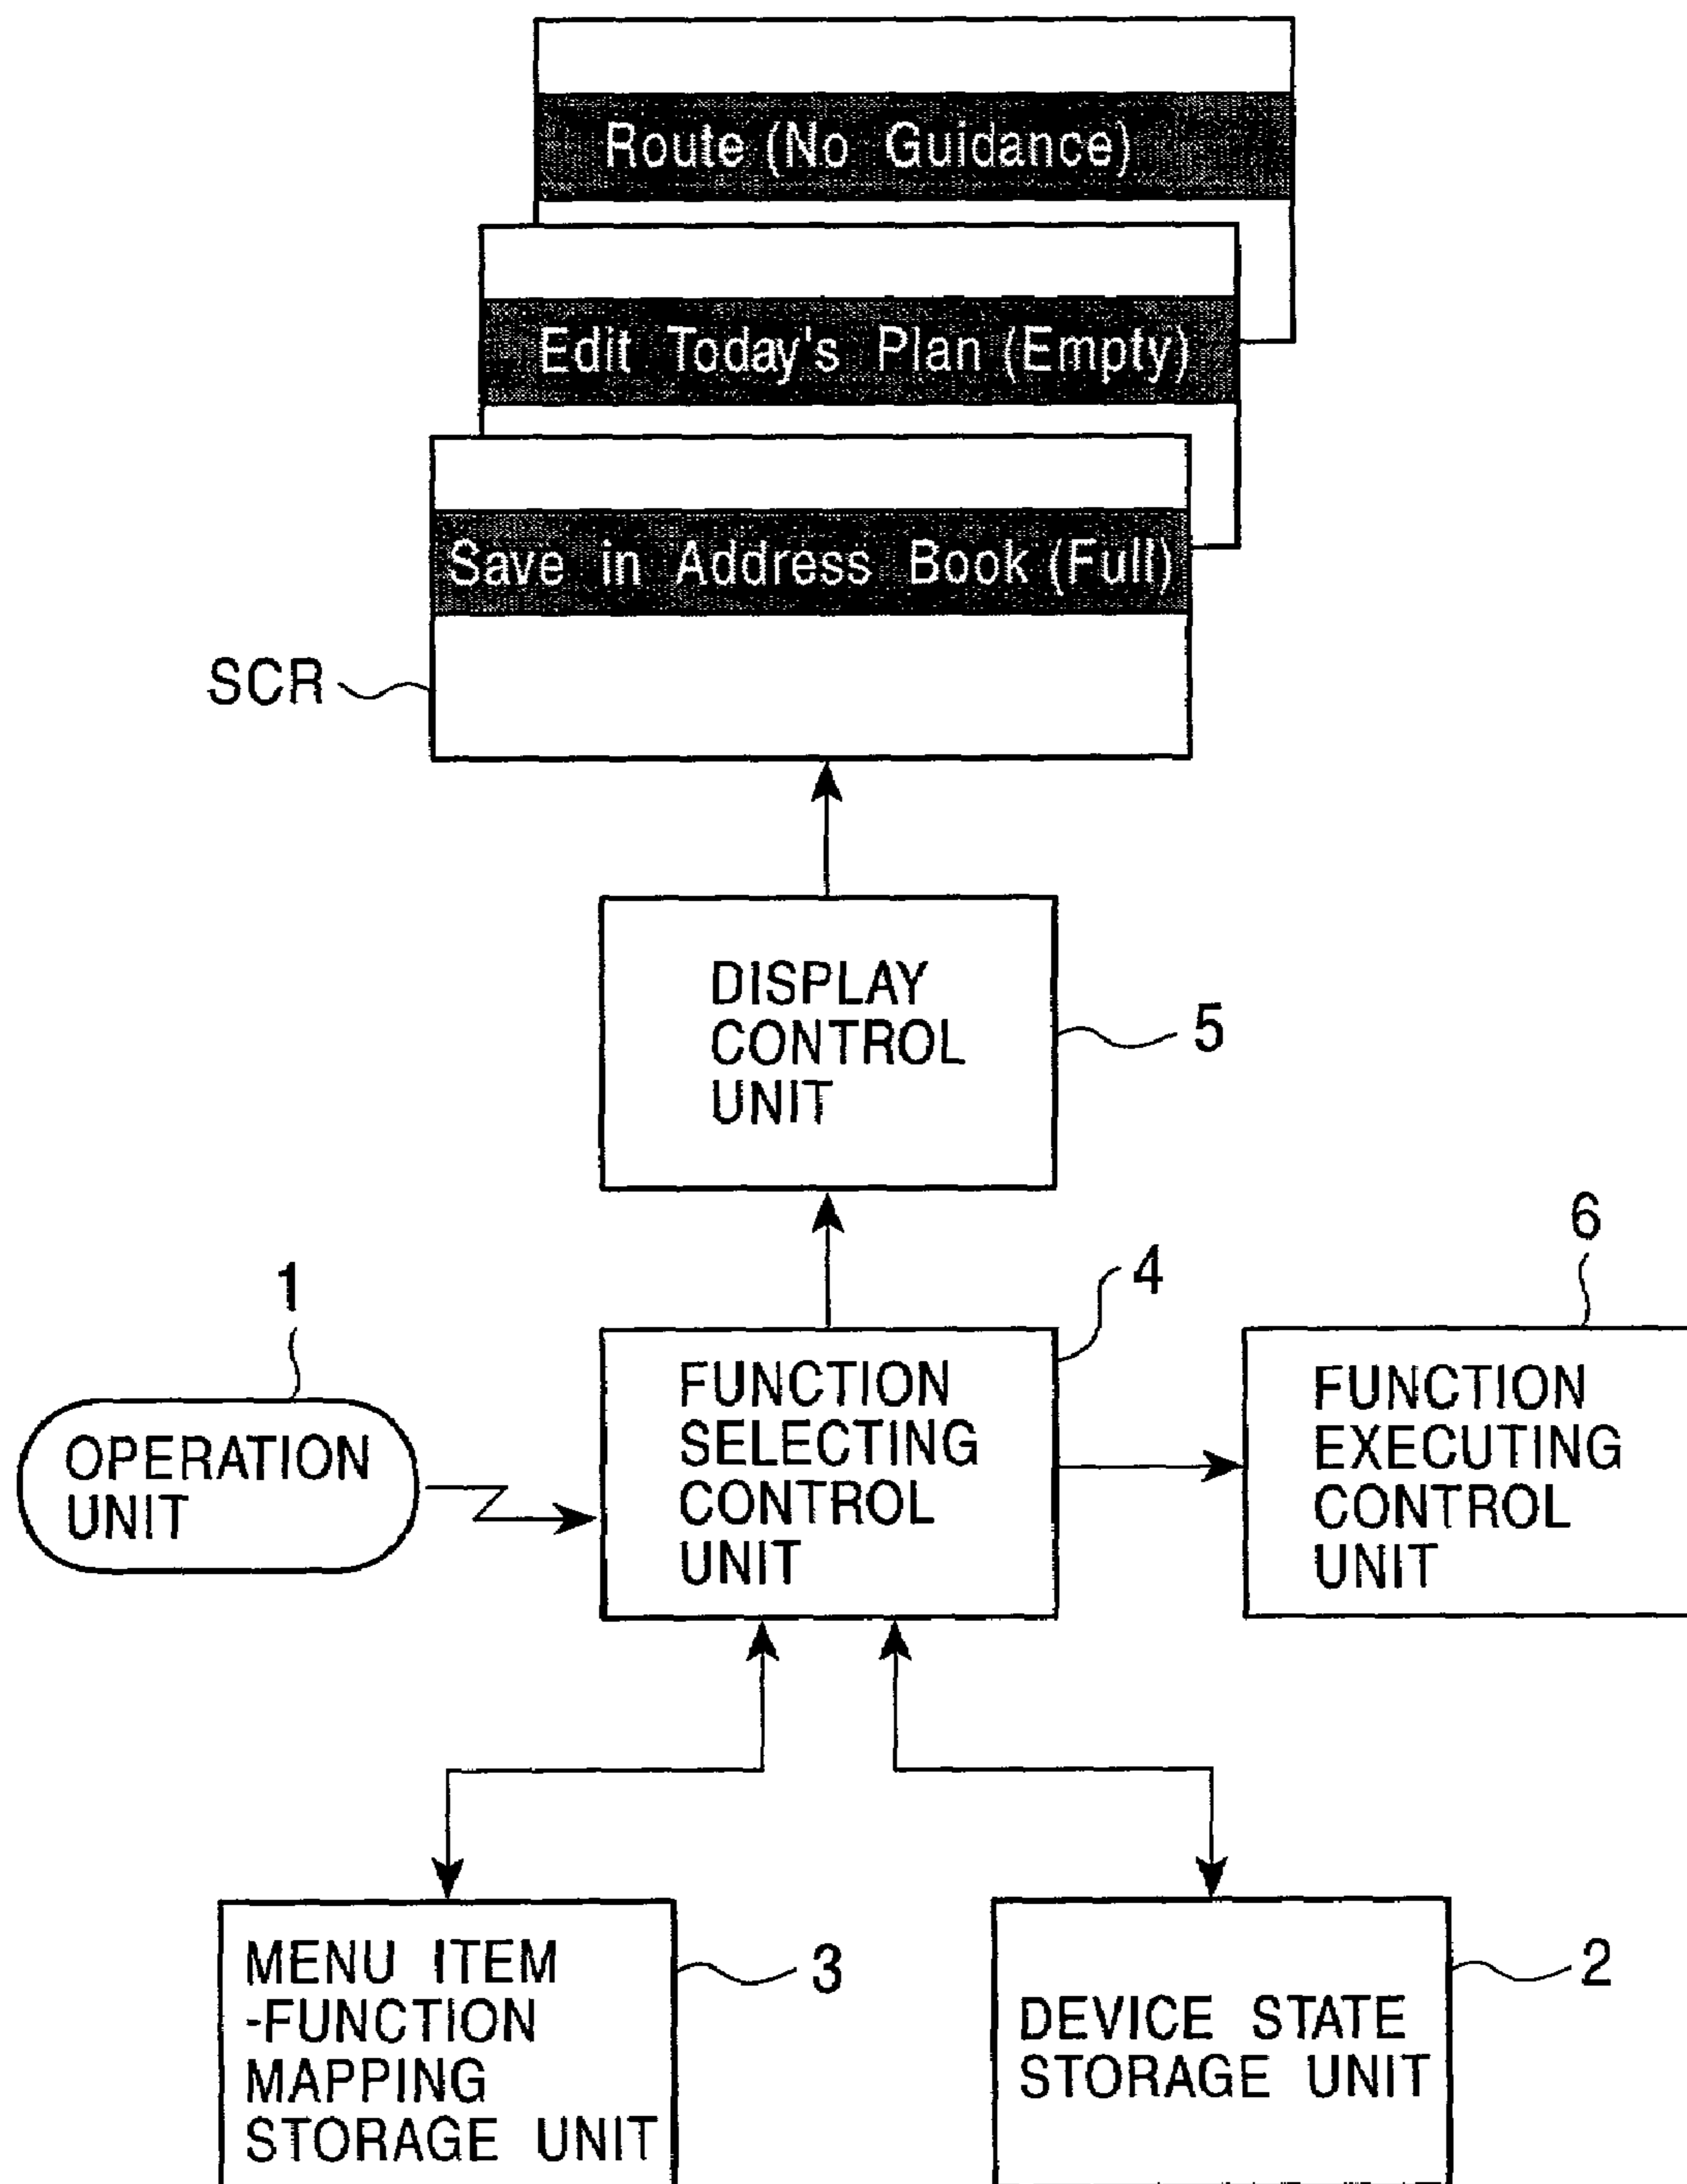 Route (No Guidance)
Edit Today's Plan (Empty)
Save in Address Book (Full)
SCR
DISPLAY
CONTROL
UNIT
5
6
1
4
OPERATION
UNIT
FUNCTION
SELECTING
CONTROL
UNIT
FUNCTION
EXECUTING
CONTROL
UNIT
MENU ITEM
-FUNCTION
MAPPING
STORAGE UNIT
3
DEVICE STATE
STORAGE UNIT
2